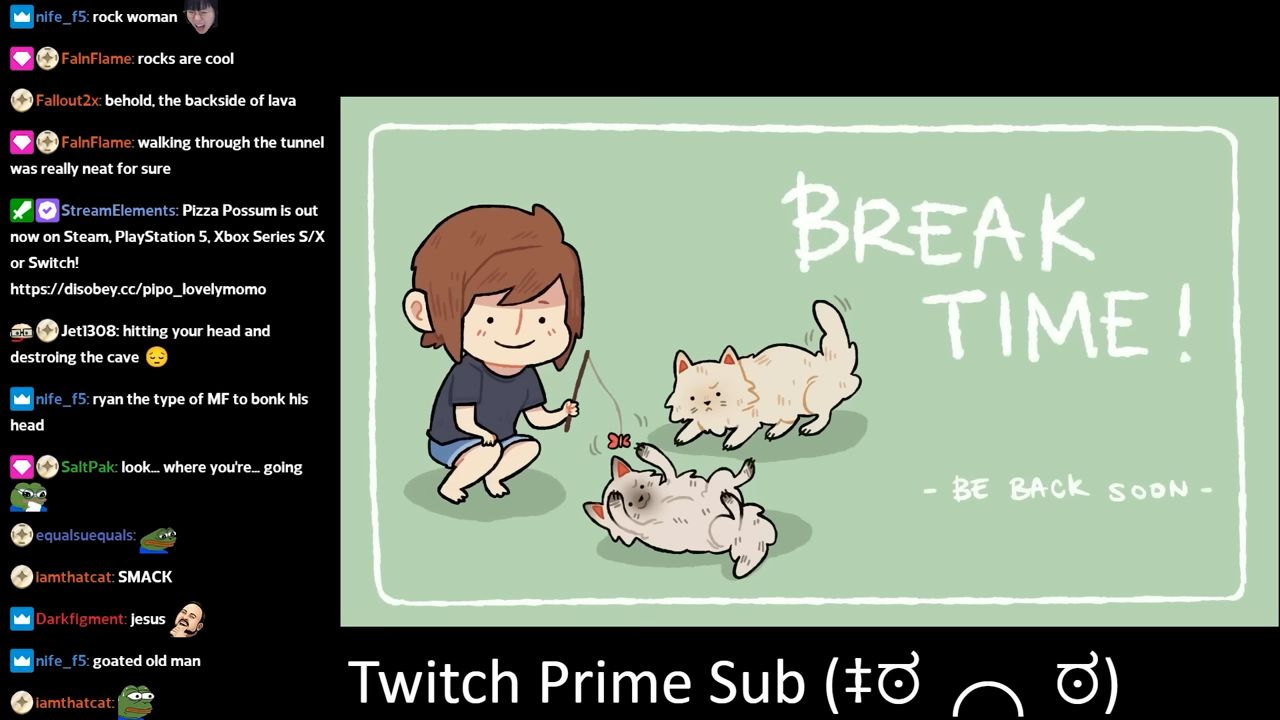 nife_f5: rock woman
FalnFlame: rocks are cool
Fallout2x: behold, the backside of lava
FalnFlame: walking through the tunnel
was really neat for sure
StreamElements: Pizza Possum is out
now on Steam, PlayStation 5, Xbox Series S/X
or Switch!
https://disobey.cc/pipo_lovelymomo
Jet1308: hitting your head and
destroing the cave 😔
nife_f5: ryan the type of MF to bonk his
head
SaltPak: look... where you're... going
equalsuequals:
iamthatcat: SMACK
Darkfigment: jesus
nife_f5: goated old man
iamthatcat:
BREAK
TIME!
- BE BACK SOON -
Twitch Prime Sub (‡ಠ ⁔ ಠ)